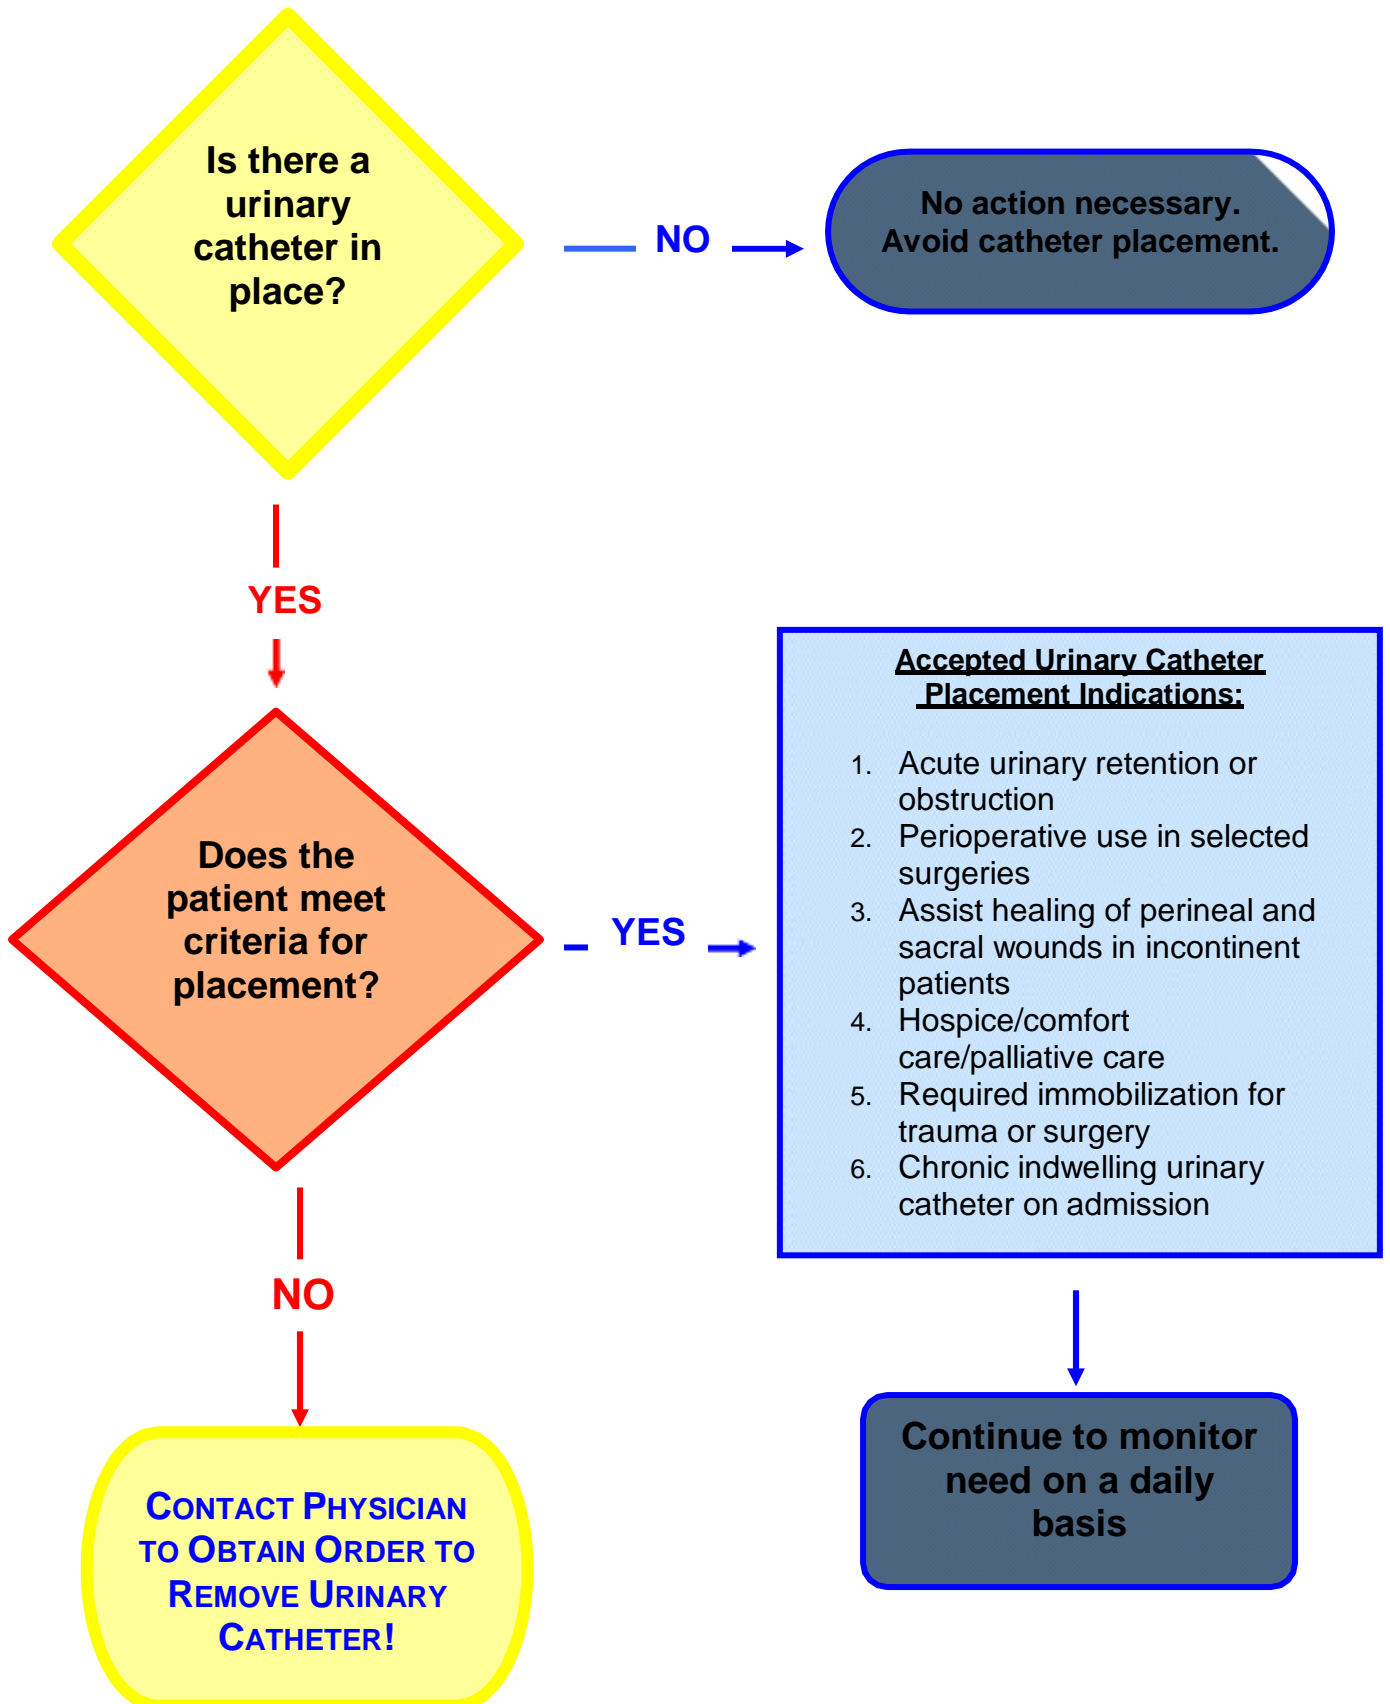 Is there a
urinary
catheter in
place?
NO
No action necessary.
Avoid catheter placement.
YES
Does the
patient meet
criteria for
placement?
YES
Accepted Urinary Catheter
Placement Indications:
1. Acute urinary retention or
obstruction
2. Perioperative use in selected
surgeries
3. Assist healing of perineal and
sacral wounds in incontinent
patients
4. Hospice/comfort
care/palliative care
5. Required immobilization for
trauma or surgery
6. Chronic indwelling urinary
catheter on admission
NO
CONTACT PHYSICIAN
TO OBTAIN ORDER TO
REMOVE URINARY
CATHETER!
Continue to monitor
need on a daily
basis